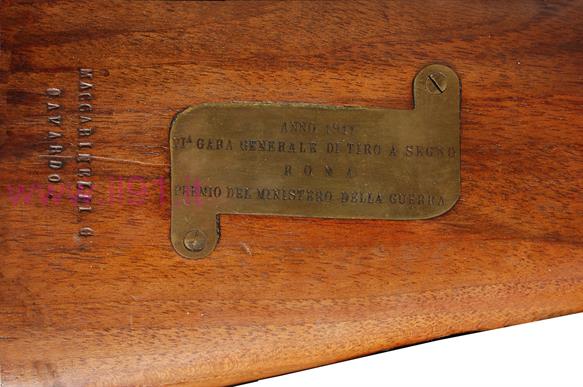 ANNO 1911
VIª GARA GENERALE DI TIRO A SEGNO
ROMA
PREMIO DEL MINISTERO DELLA GUERRA
G.
GAVARDO
www.il91.it